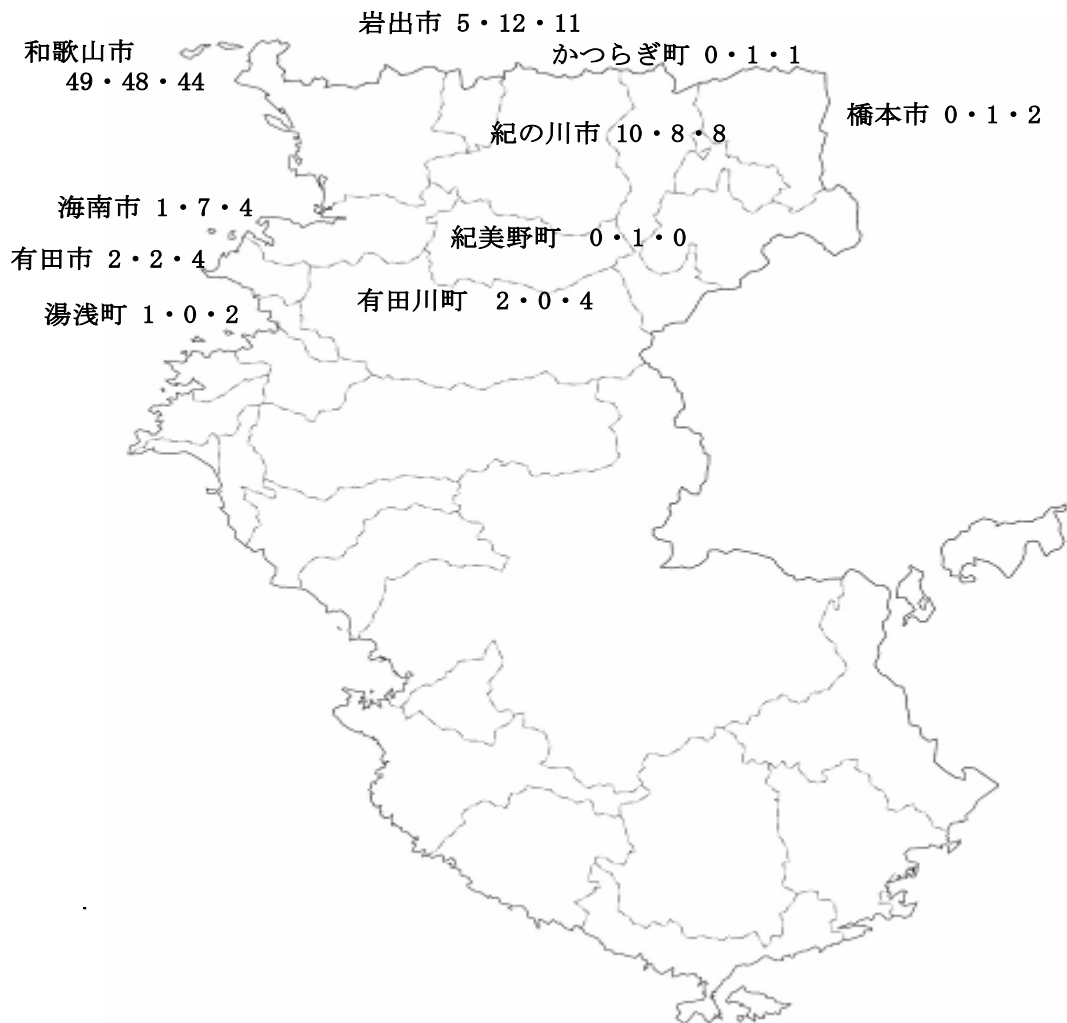 岩出市 5・12・11
和歌山市
49・48・44
かつらぎ町 0・1・1
橋本市 0・1・2
紀の川市 10・8・8
海南市 1・7・4
紀美野町 0・1・0
有田市 2・2・4
有田川町 2・0・4
湯浅町 1・0・2